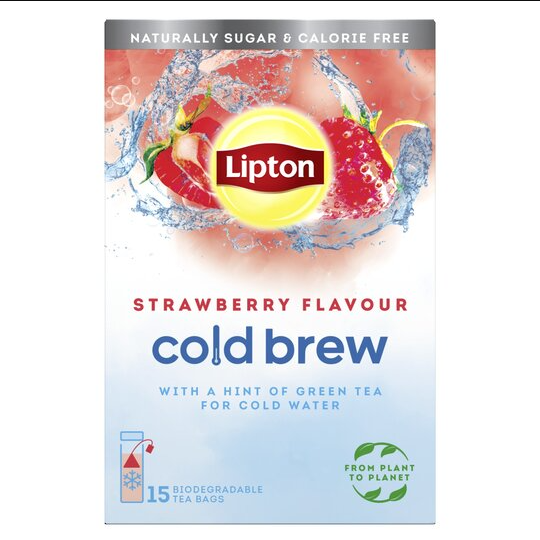 NATURALLY SUGAR & CALORIE FREE
Lipton
STRAWBERRY FLAVOUR
cold brew
WITH A HINT OF GREEN TEA
FOR COLD WATER
FROM PLANT
TO PLANET
15 BIODEGRADABLE
TEA BAGS